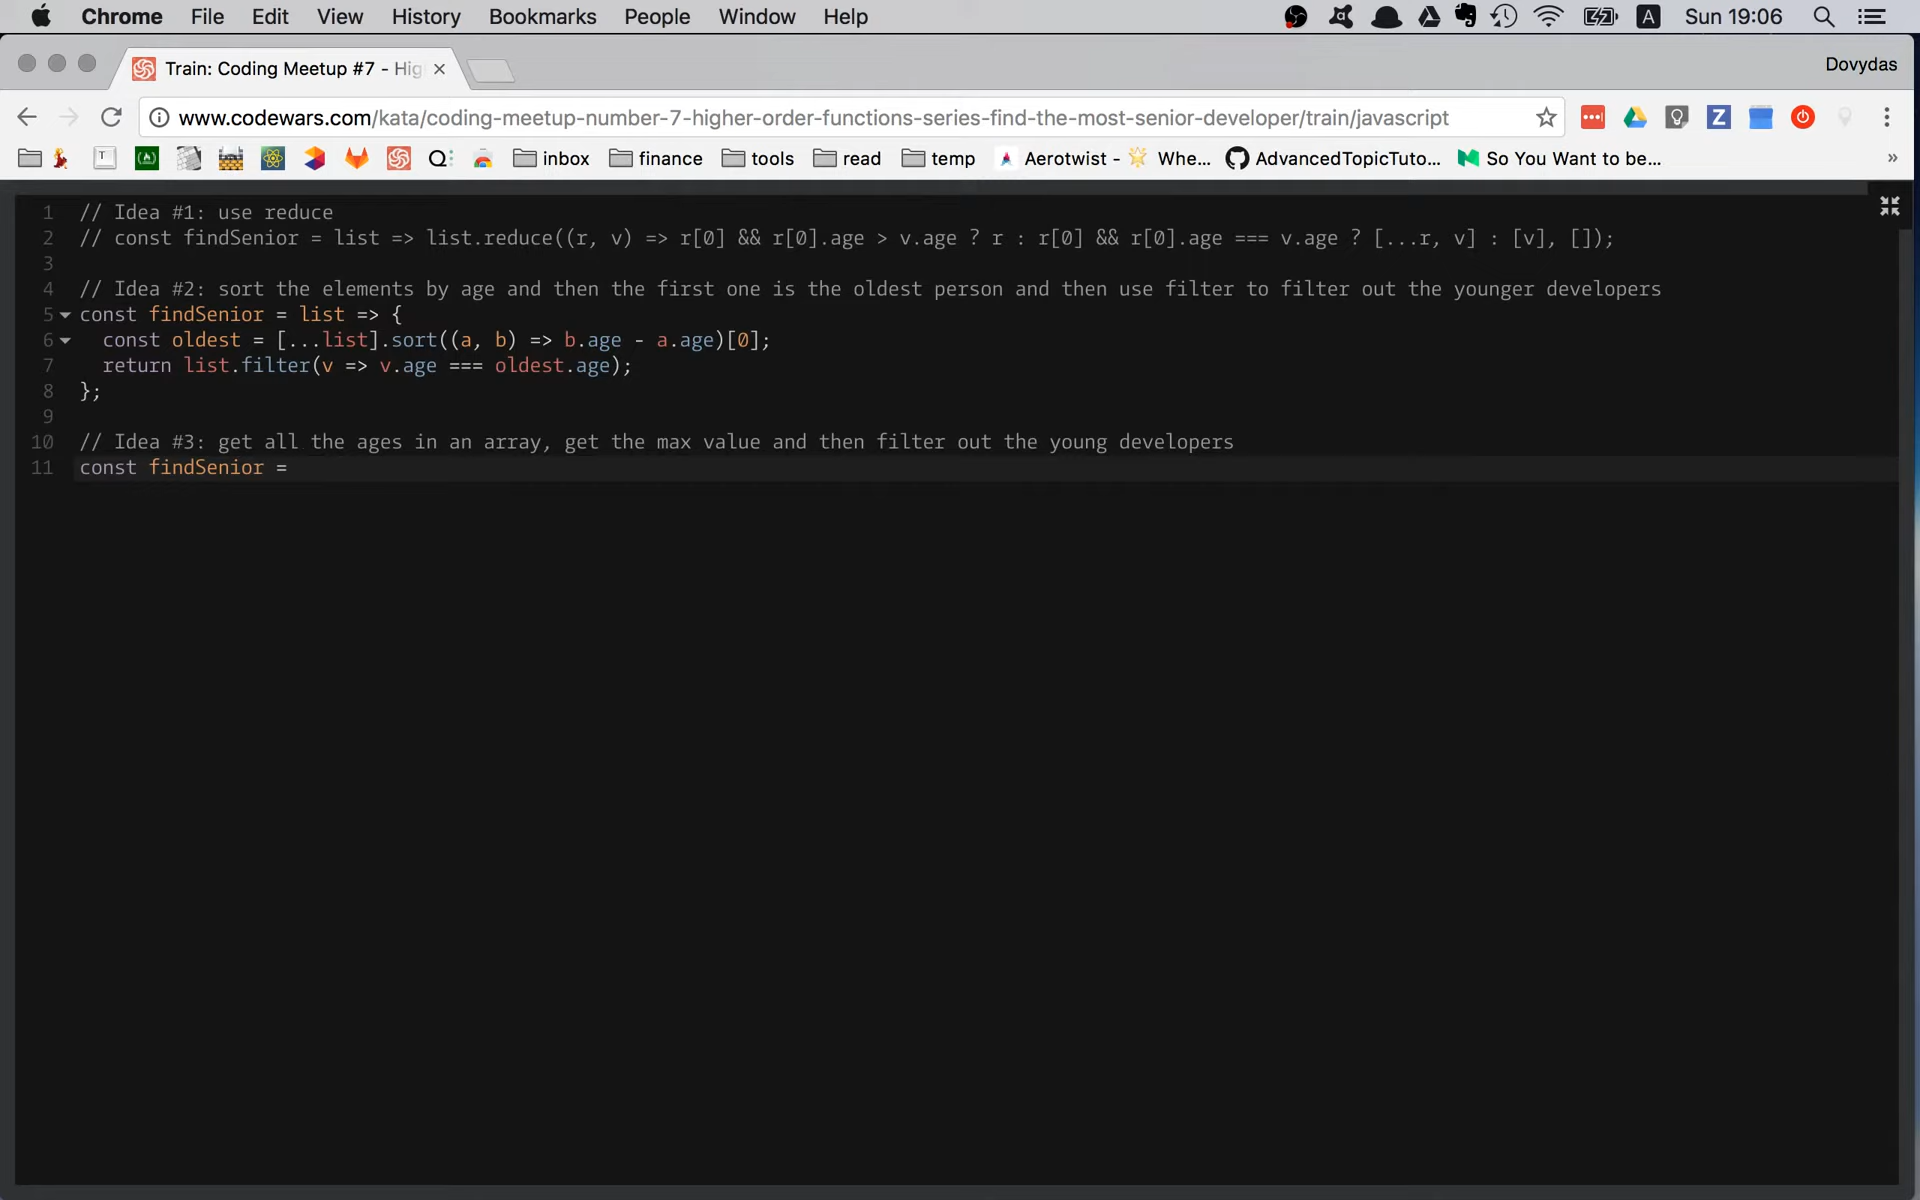 Chrome File Edit View History Bookmarks People Window Help A Sun 19:06
Train: Coding Meetup #7 - Hig Dovydas
www.codewars.com/kata/coding-meetup-number-7-higher-order-functions-series-find-the-most-senior-developer/train/javascript
inbox finance tools read temp Aerotwist - Whe... AdvancedTopicTuto... So You Want to be... »
1 // Idea #1: use reduce
2 // const findSenior = list => list.reduce((r, v) => r[0] && r[0].age > v.age ? r : r[0] && r[0].age === v.age ? [...r, v] : [v], []);
3
4 // Idea #2: sort the elements by age and then the first one is the oldest person and then use filter to filter out the younger developers
5 const findSenior = list => {
6 const oldest = [...list].sort((a, b) => b.age - a.age)[0];
7 return list.filter(v => v.age === oldest.age);
8 };
9
10 // Idea #3: get all the ages in an array, get the max value and then filter out the young developers
11 const findSenior =